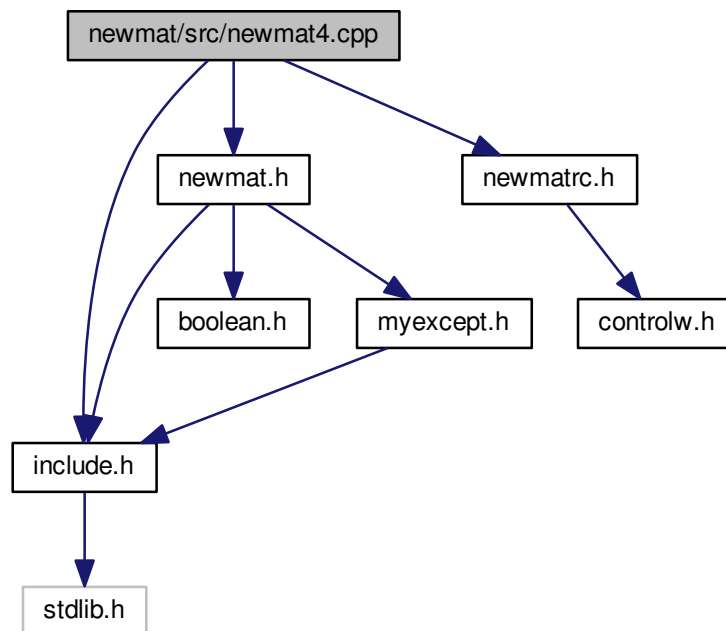 newmat/src/newmat4.cpp
newmat.h
newmatrc.h
boolean.h
myexcept.h
controlw.h
include.h
stdlib.h